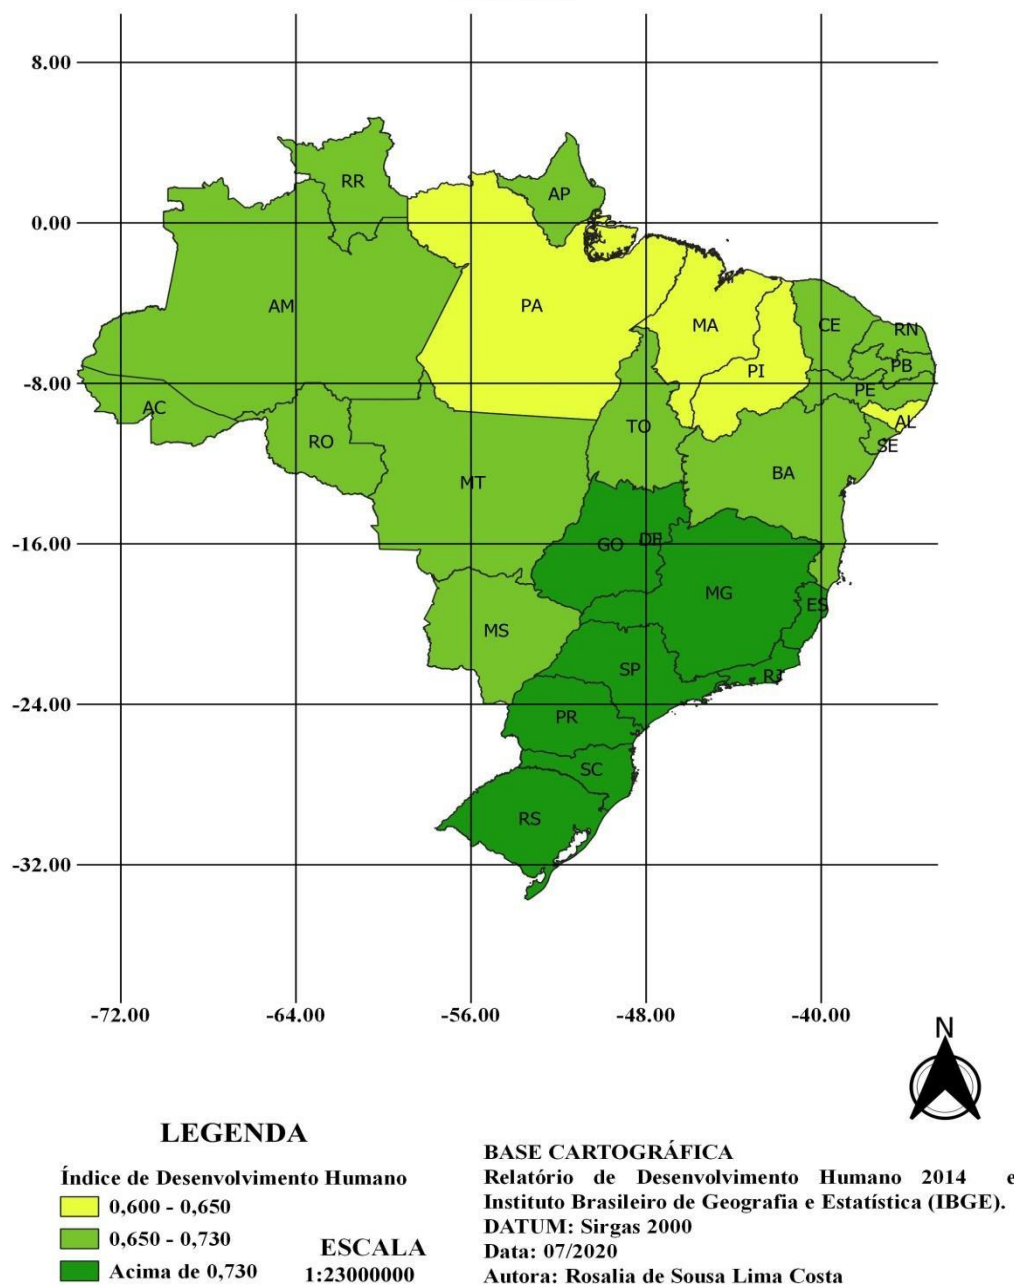 8.00
RR
AP
0.00
AM
PA
MA
CE
RN
PB
PI
PE
-8.00
AC
AL
TO
SE
RO
BA
MT
-16.00
GO
DF
MG
ES
MS
SP
RJ
-24.00
PR
SC
RS
-32.00
-72.00
-64.00
-56.00
-48.00
-40.00
N
LEGENDA
Índice de Desenvolvimento Humano
0,600 - 0,650
0,650 - 0,730
Acima de 0,730
ESCALA
1:23000000
BASE CARTOGRÁFICA
Relatório de Desenvolvimento Humano 2014 e
Instituto Brasileiro de Geografia e Estatística (IBGE).
DATUM: Sirgas 2000
Data: 07/2020
Autora: Rosalia de Sousa Lima Costa